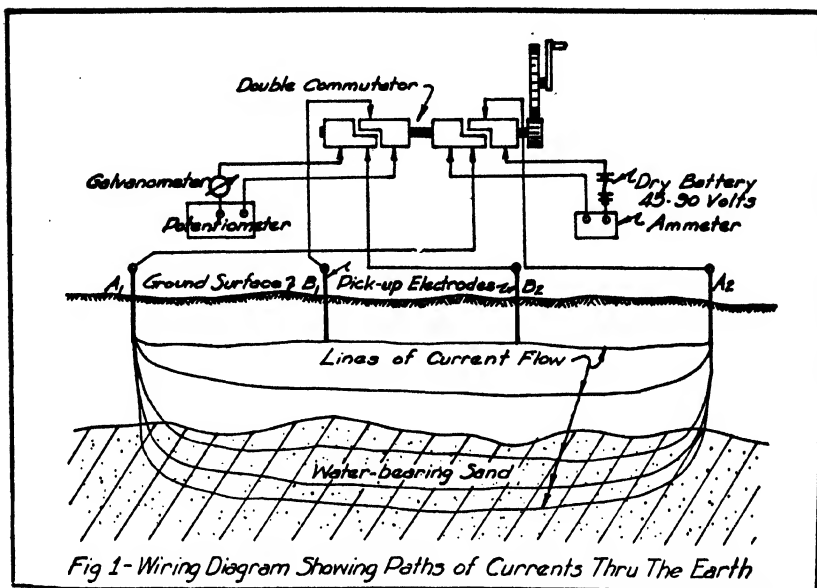 Double Commutator
Galvanometer
Potentiometer
Dry Battery
45-90 Volts
Ammeter
A1 Ground Surface B1 Pick-up Electrodes B2 A2
Lines of Current Flow
Water-bearing Sand
Fig 1- Wiring Diagram Showing Paths of Currents Thru The Earth